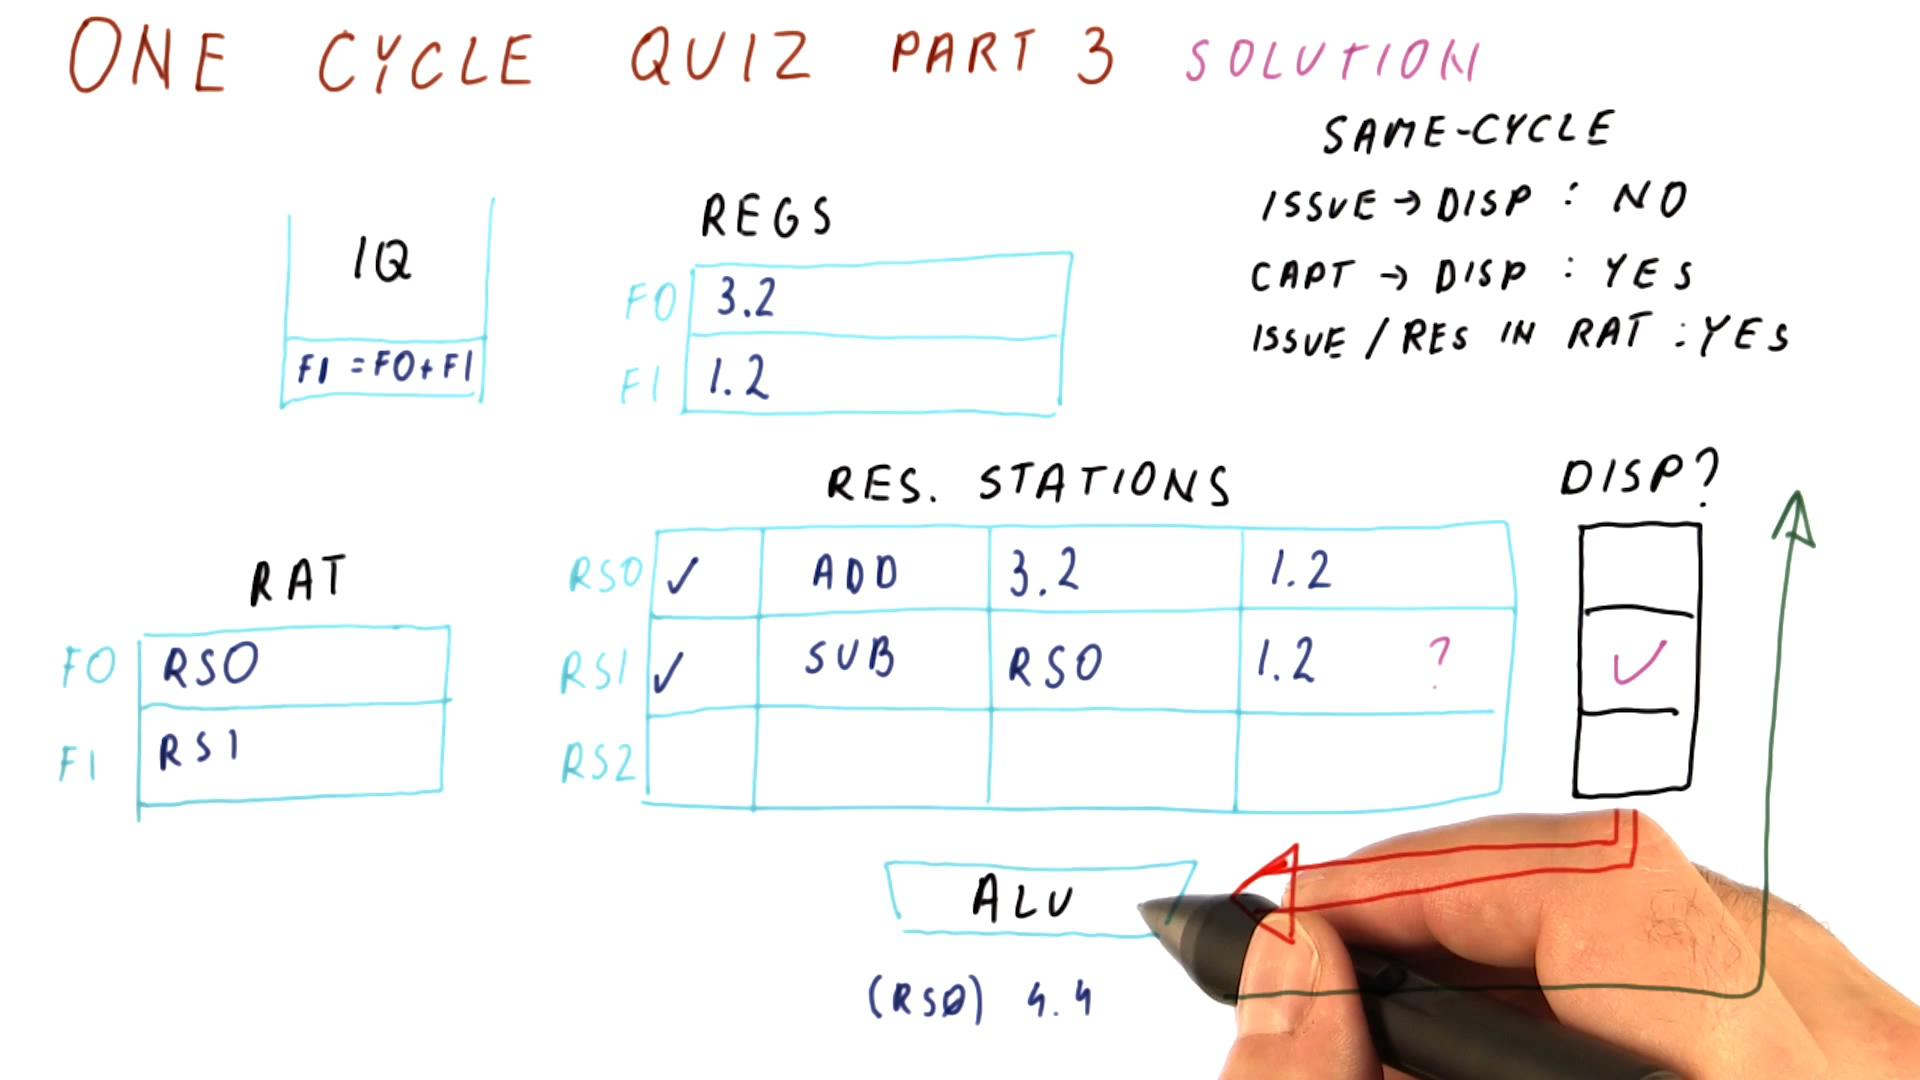 ONE CYCLE QUIZ PART 3 SOLUTION
SAME-CYCLE
ISSUE → DISP : NO
CAPT → DISP : YES
ISSUE / RES IN RAT : YES
IQ
F1 = F0 + F1
REGS
F0 3.2
F1 1.2
RES. STATIONS
DISP?
RS0 ✓ ADD 3.2 1.2
RS1 ✓ SUB RS0 1.2 ? ✓
RS2
RAT
F0 RS0
F1 RS1
ALU
(RS0) 4.4